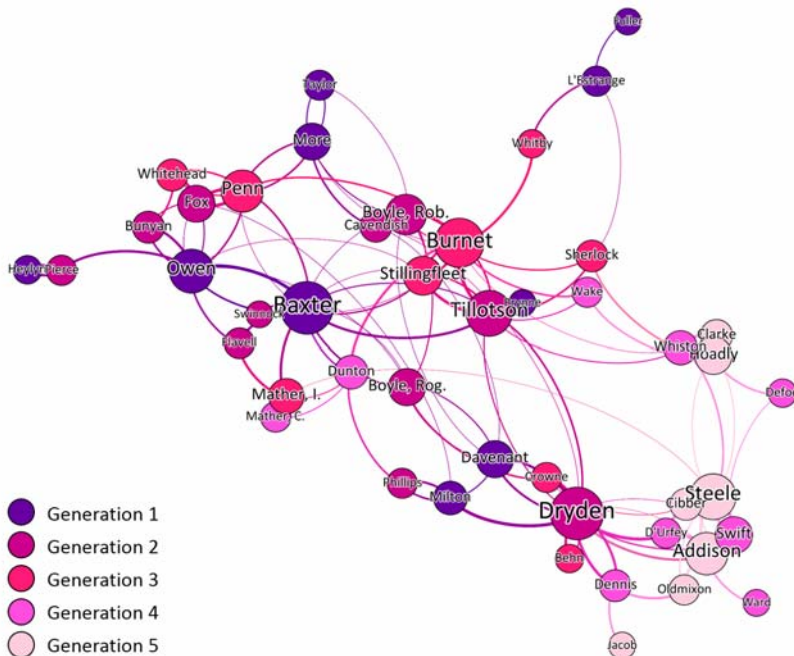 Fuller
L'Estrange
Taylor
More
Whitby
Whitehead
Penn
Fox
Boyle, Rob.
Bunyan
Cavendish
Burnet
Sherlock
Heylyn
Pierce
Owen
Stillingfleet
Wake
Baxter
Tillotson
Swinnock
Flavell
Clarke
Whiston
Hoadly
Dunton
Boyle, Rog.
Mather, I.
Mather, C.
Defoe
Davenant
Crowne
Phillips
Milton
Dryden
Steele
Cibber
D'Urfey
Swift
Addison
Behn
Dennis
Oldmixon
Ward
Jacob
Generation 1
Generation 2
Generation 3
Generation 4
Generation 5